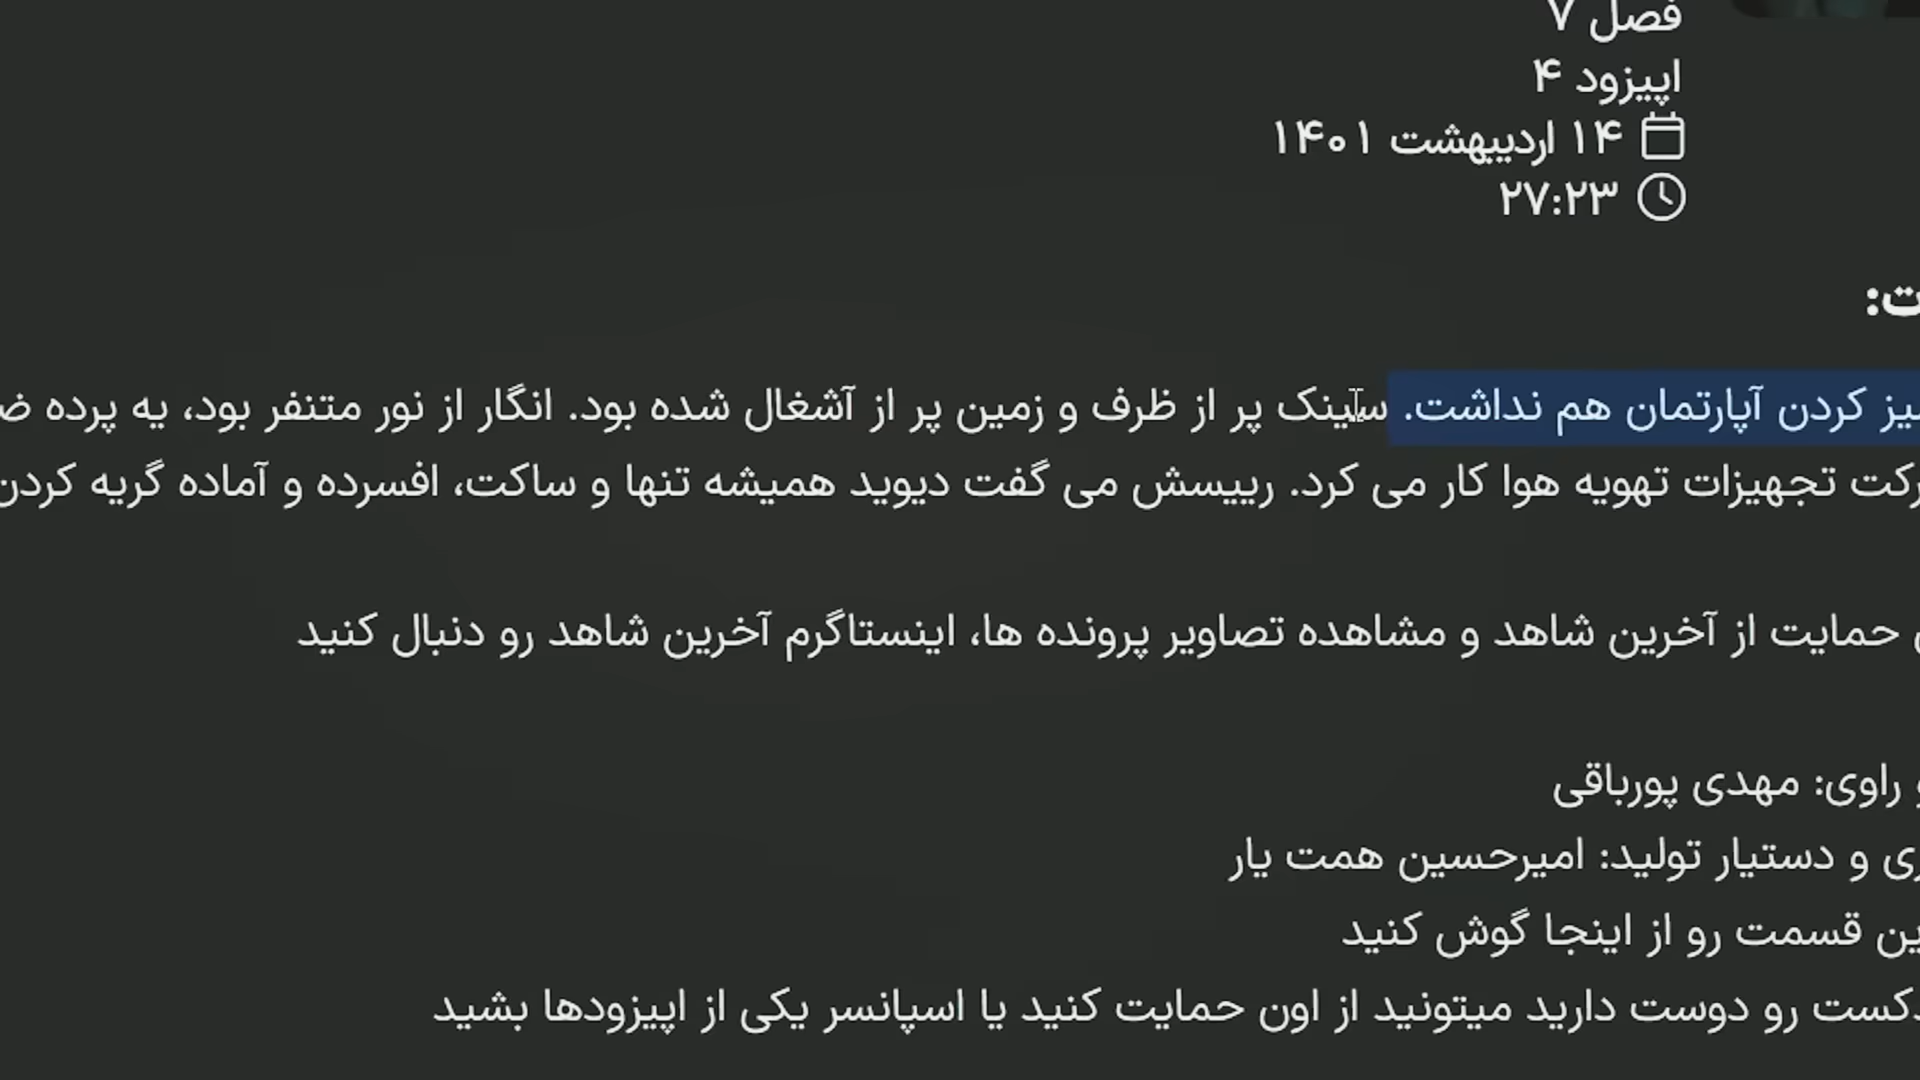 فصل ۷
اپیزود ۴
۱۴ اردیبهشت ۱۴۰۱
۲۷:۲۳
کردن آپارتمان هم نداشت. سینک پر از ظرف و زمین پر از آشغال شده بود. انگار از نور متنفر بود، یه پرده
تجهیزات تهویه هوا کار می کرد. رییسش می گفت دیوید همیشه تنها و ساکت، افسرده و آماده گریه کردن
حمایت از آخرین شاهد و مشاهده تصاویر پرونده ها، اینستاگرم آخرین شاهد رو دنبال کنید
راوی: مهدی پورباقی
و دستیار تولید: امیرحسین همت یار
قسمت رو از اینجا گوش کنید
رو دوست دارید میتونید از اون حمایت کنید یا اسپانسر یکی از اپیزودها بشید